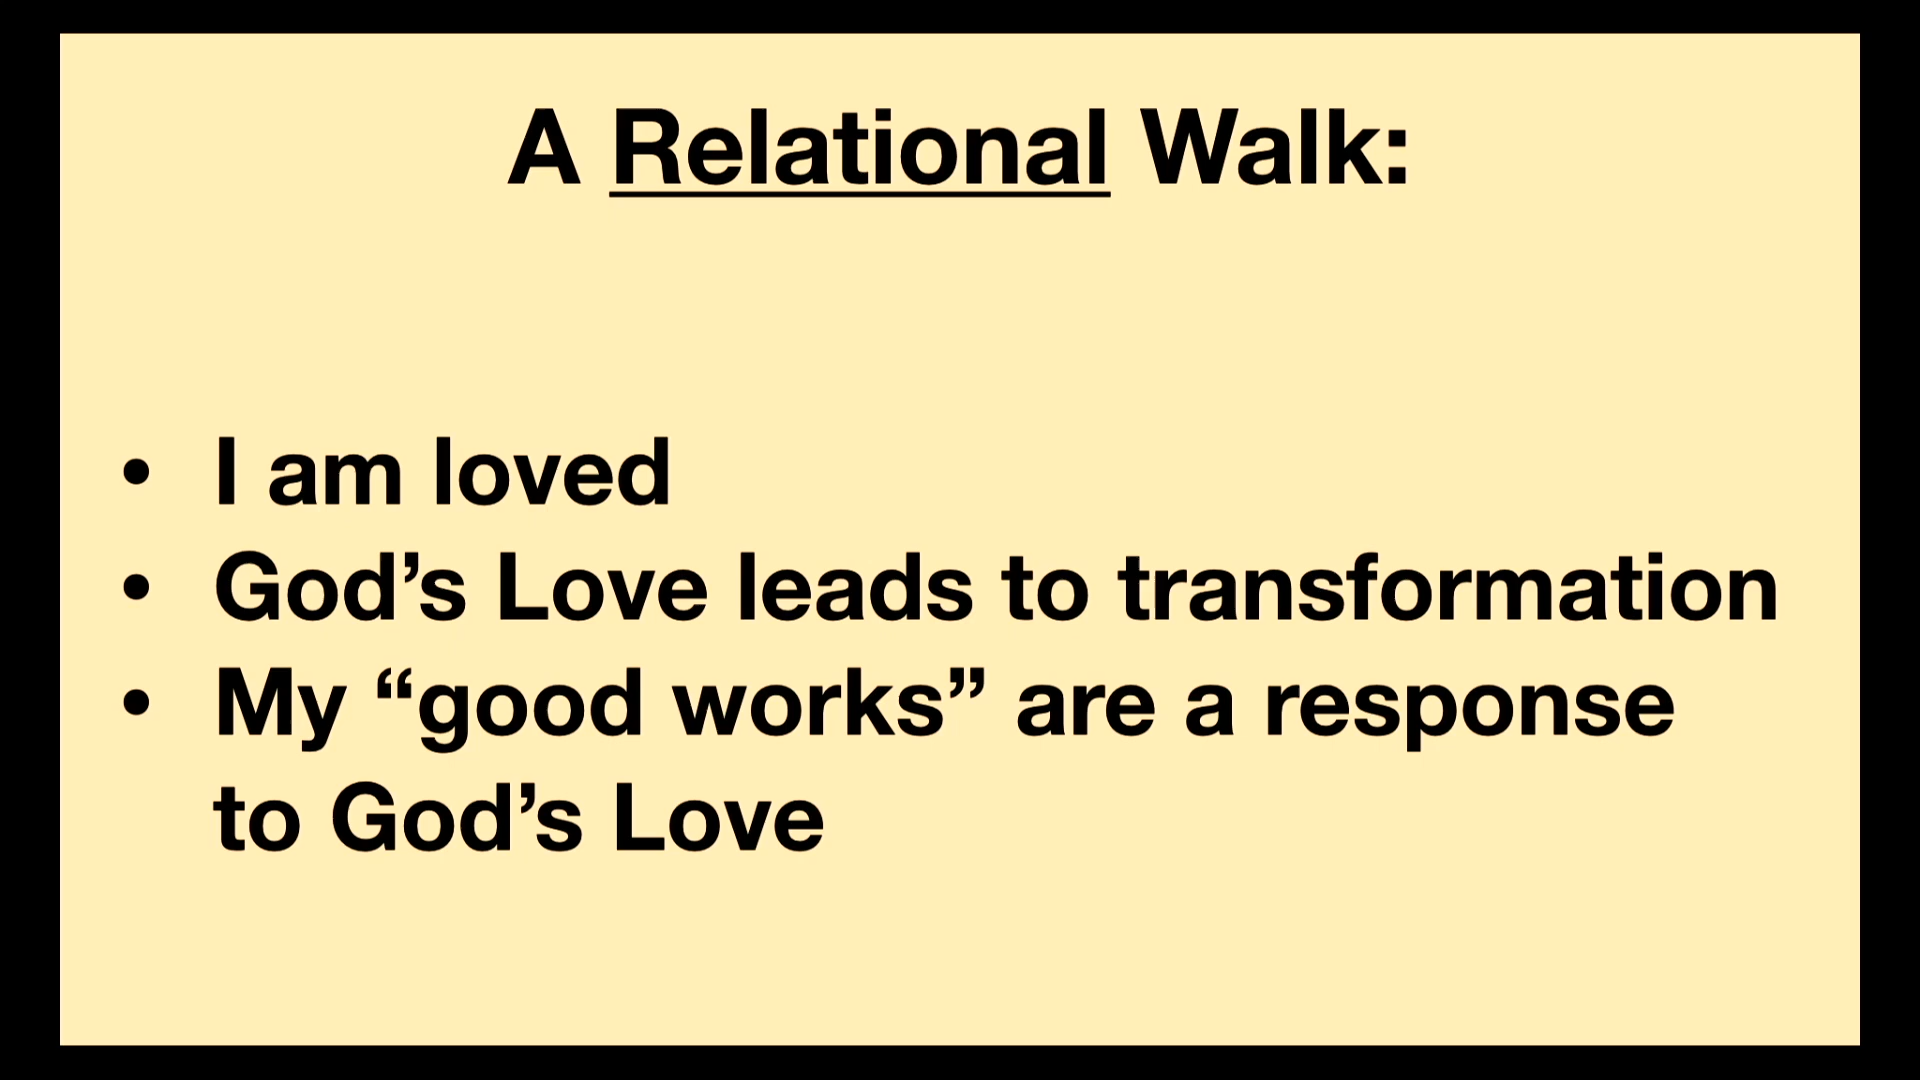 A Relational Walk:
• I am loved
• God’s Love leads to transformation
• My “good works” are a response
to God’s Love